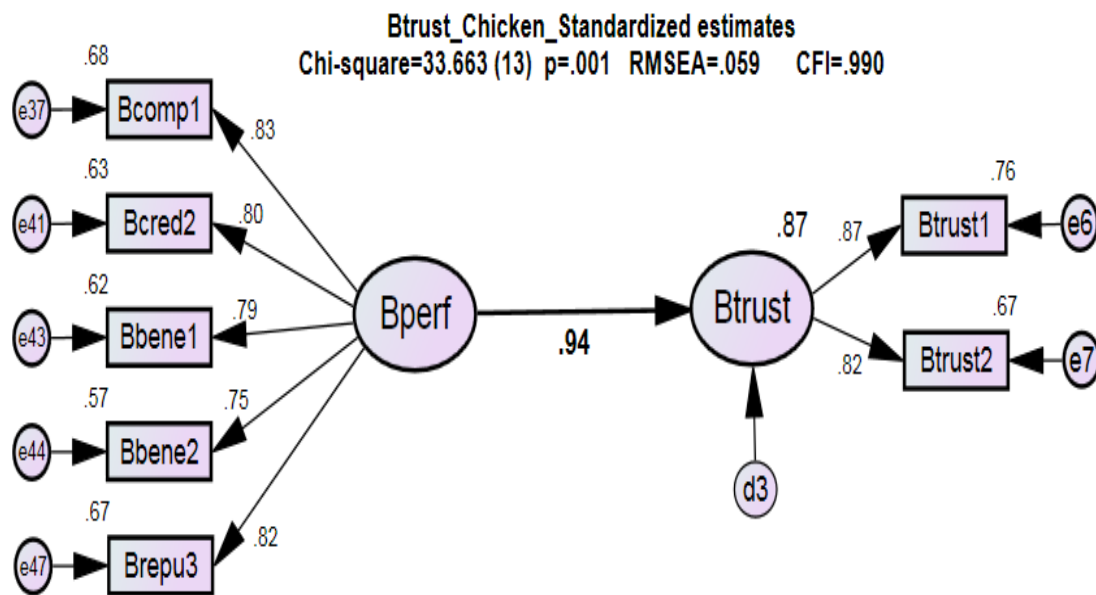 Btrust_Chicken_Standardized estimates
Chi-square=33.663 (13) p=.001 RMSEA=.059 CFI=.990
.68
e37 Bcomp1 .83
.63
e41 Bcred2 .80
.62
e43 Bbene1 .79
.57
e44 Bbene2 .75
.67
e47 Brepu3 .82
Bperf
.94
.87
Btrust
d3
.76
.87 Btrust1 e6
.67
.82 Btrust2 e7